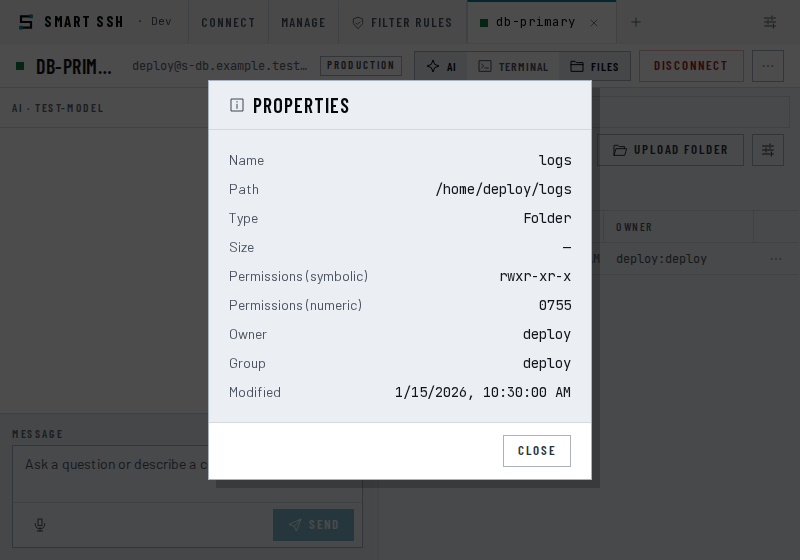 SMART SSH · Dev CONNECT MANAGE FILTER RULES db-primary
DB-PRIM… deploy@s-db.example.test… PRODUCTION AI TERMINAL FILES DISCONNECT
AI · TEST-MODEL
PROPERTIES
UPLOAD FOLDER
Name logs
Path /home/deploy/logs
Type Folder
Size —
Permissions (symbolic) rwxr-xr-x
Permissions (numeric) 0755
Owner deploy
Group deploy
Modified 1/15/2026, 10:30:00 AM
OWNER
deploy:deploy
CLOSE
MESSAGE
Ask a question or describe a c
SEND